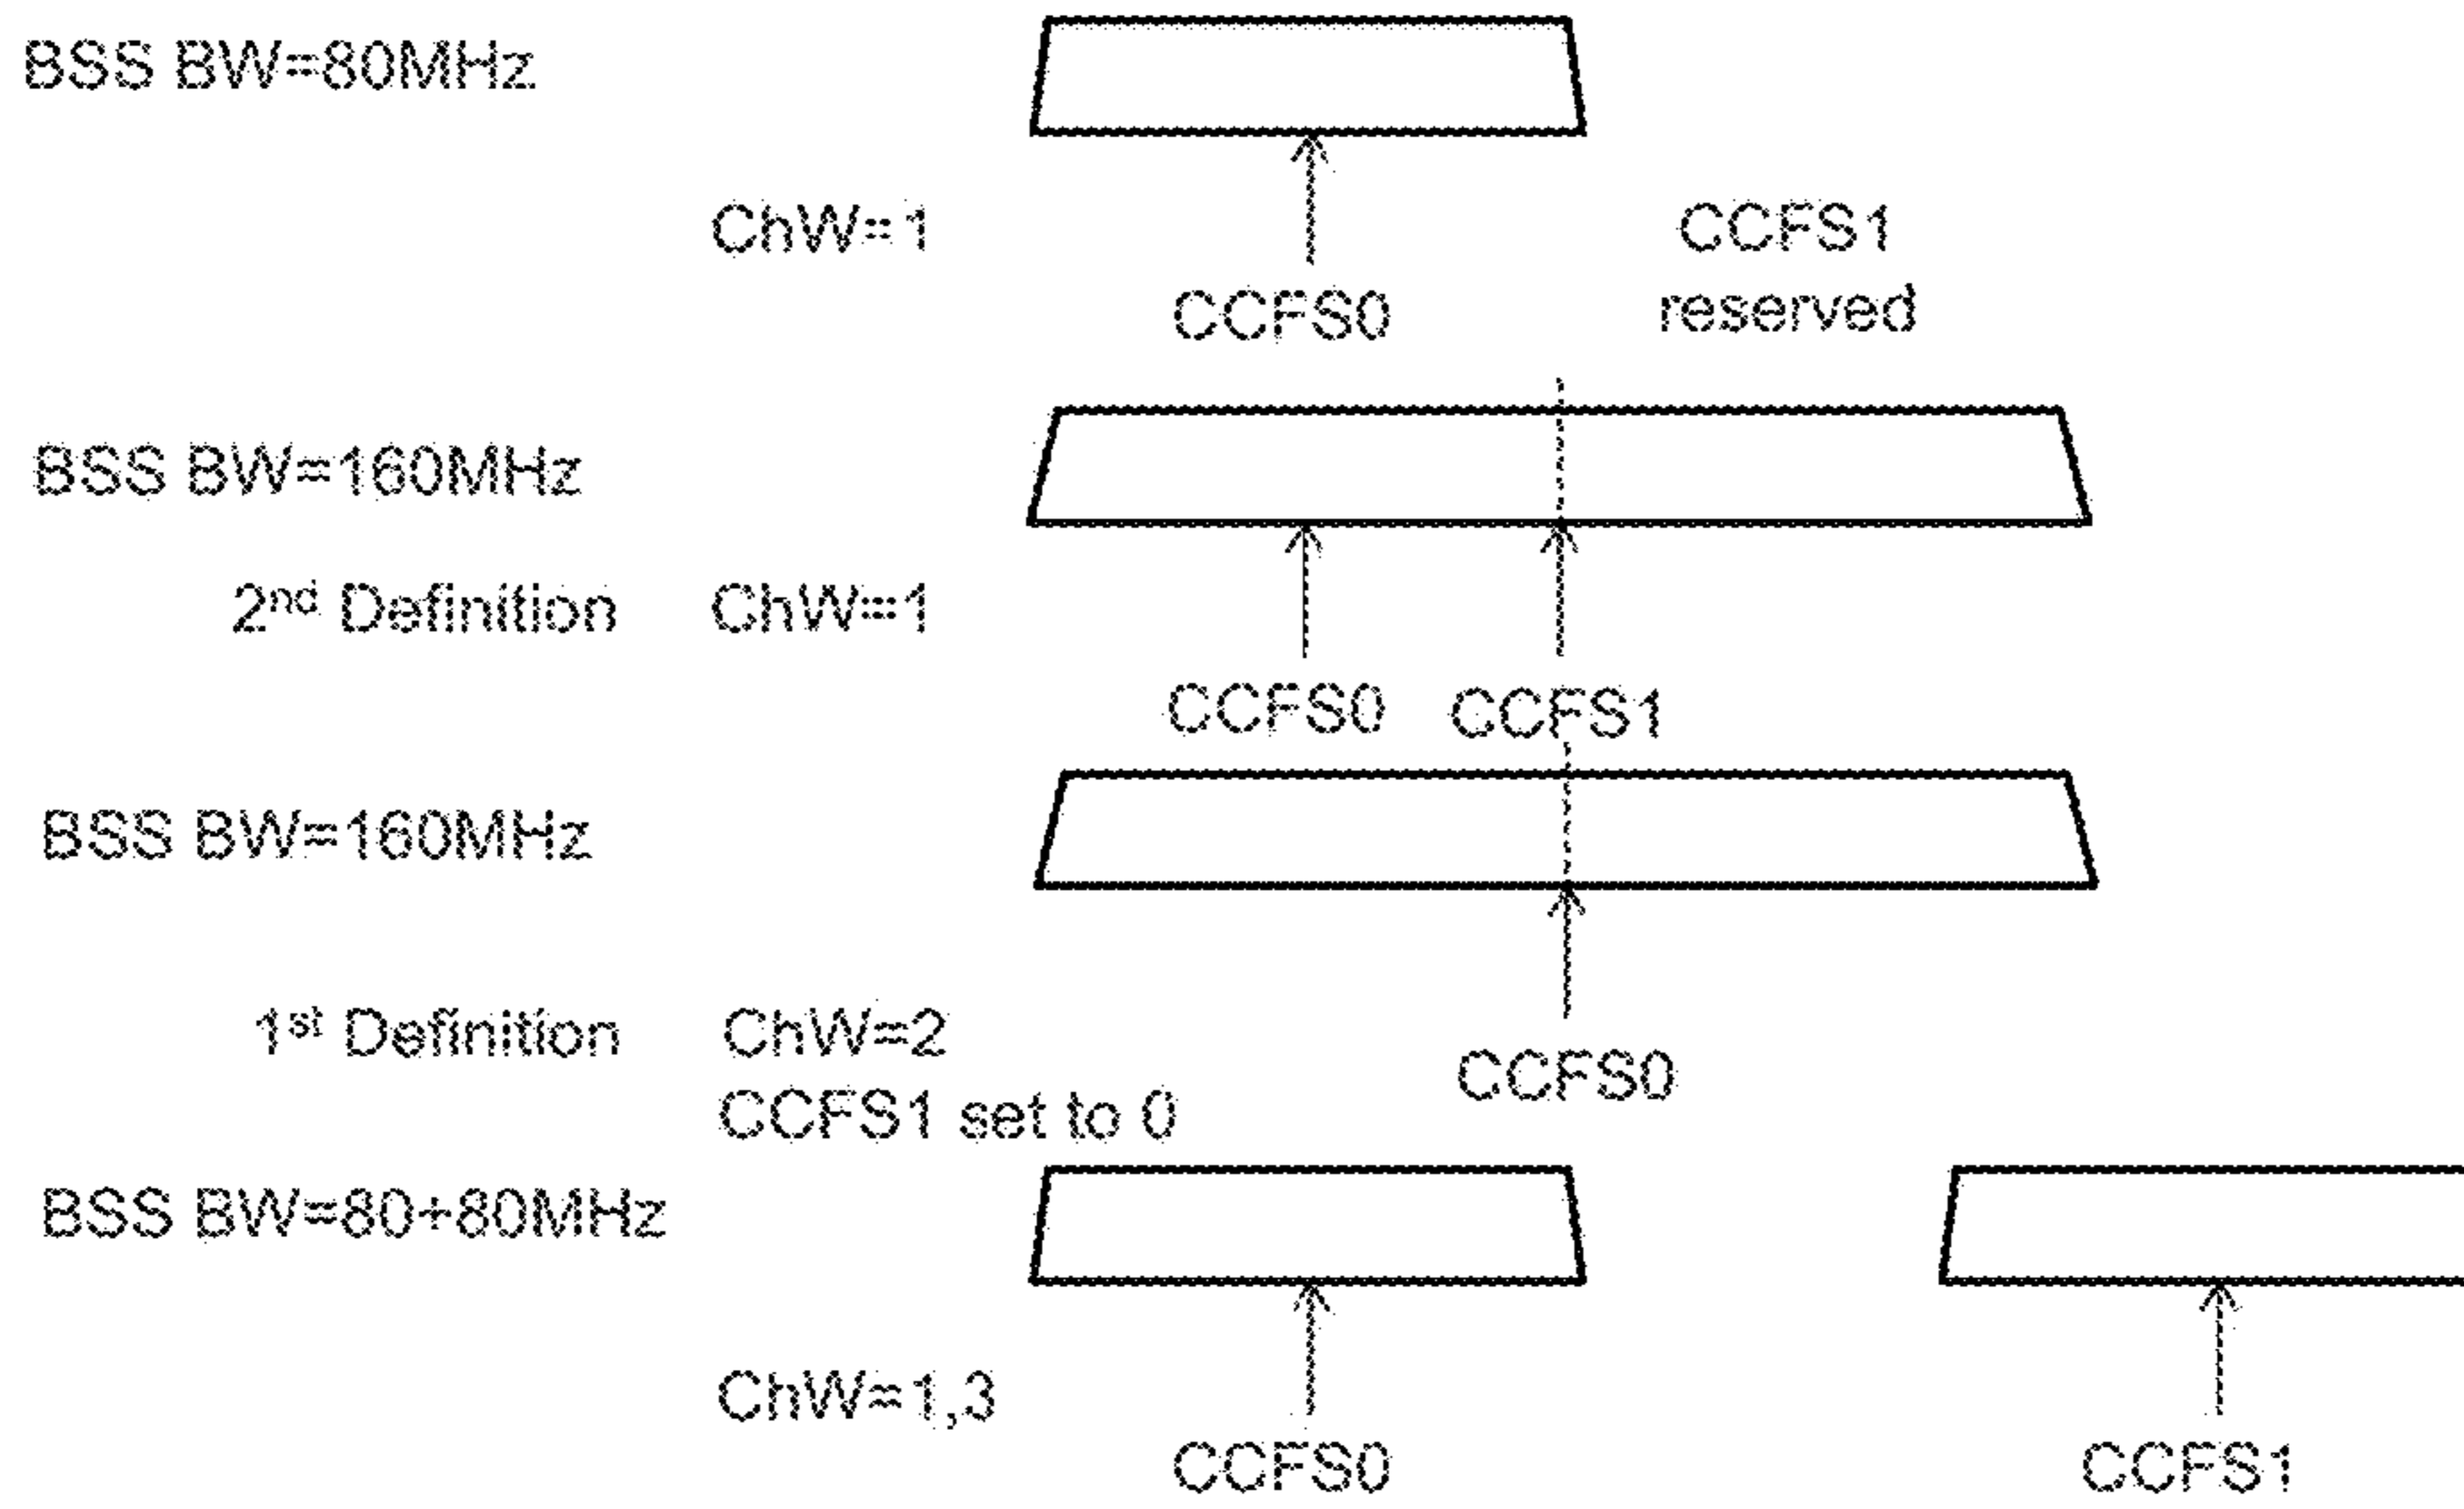 BSS BW=80MHz
ChW=1
CCFS1
reserved
CCFS0
BSS BW=160MHz
2nd Definition ChW=1
CCFS0 CCFS1
BSS BW=160MHz
1st Definition ChW=2
CCFS0
CCFS1 set to 0
BSS BW=80+80MHz
ChW=1,3
CCFS0 CCFS1